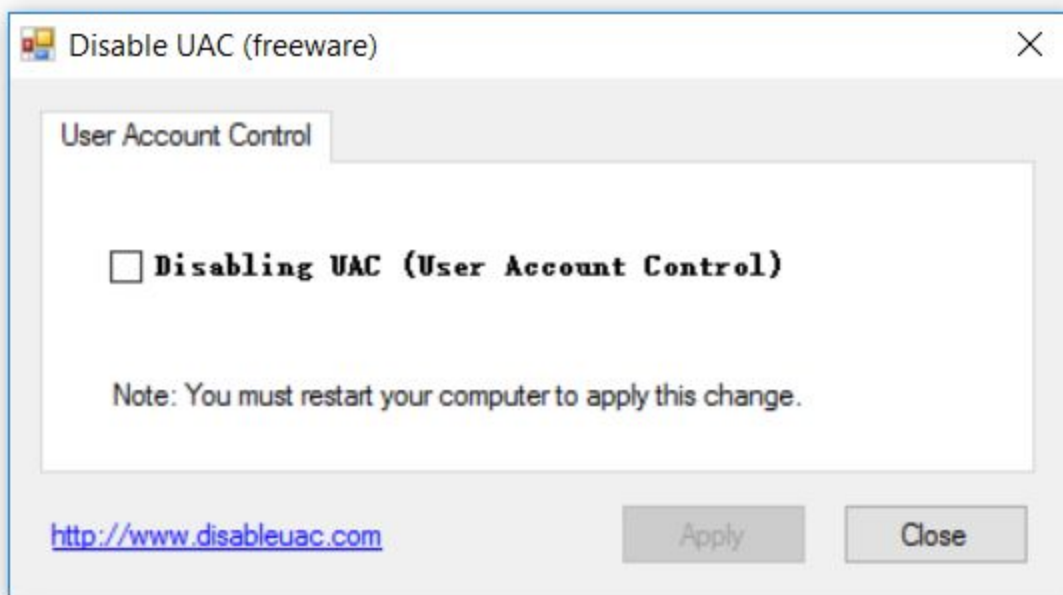 Disable UAC (freeware)
User Account Control
Disabling UAC (User Account Control)
Note: You must restart your computer to apply this change.
http://www.disableuac.com
Apply
Close